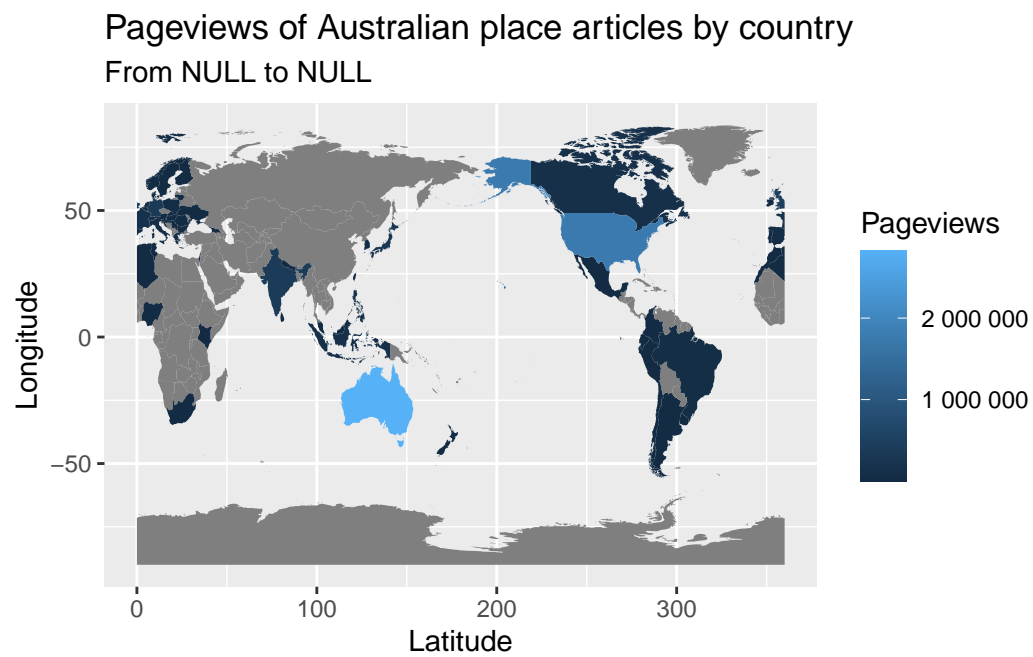 Pageviews of Australian place articles by country
From NULL to NULL
Longitude
50
0
−50
0
100
200
300
Latitude
Pageviews
2 000 000
1 000 000